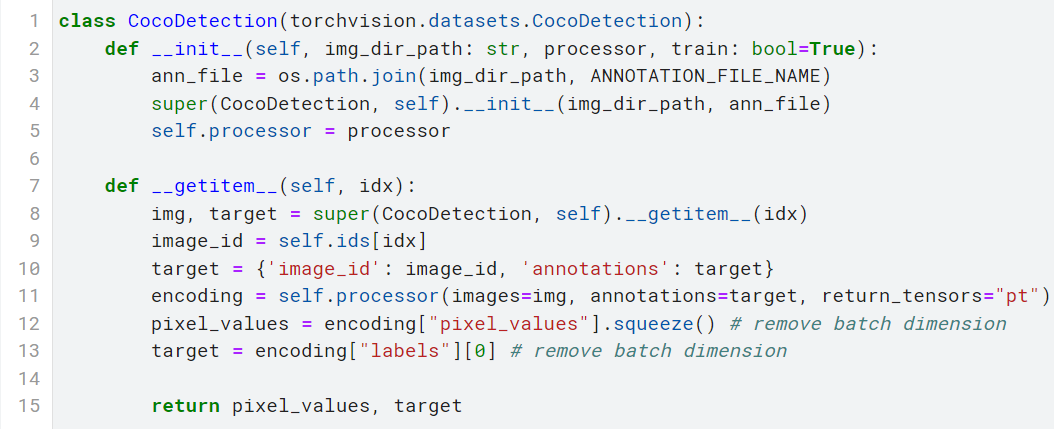 1 class CocoDetection(torchvision.datasets.CocoDetection):
2     def __init__(self, img_dir_path: str, processor, train: bool=True):
3         ann_file = os.path.join(img_dir_path, ANNOTATION_FILE_NAME)
4         super(CocoDetection, self).__init__(img_dir_path, ann_file)
5         self.processor = processor
6
7     def __getitem__(self, idx):
8         img, target = super(CocoDetection, self).__getitem__(idx)
9         image_id = self.ids[idx]
10         target = {'image_id': image_id, 'annotations': target}
11         encoding = self.processor(images=img, annotations=target, return_tensors="pt")
12         pixel_values = encoding["pixel_values"].squeeze() # remove batch dimension
13         target = encoding["labels"][0] # remove batch dimension
14
15         return pixel_values, target